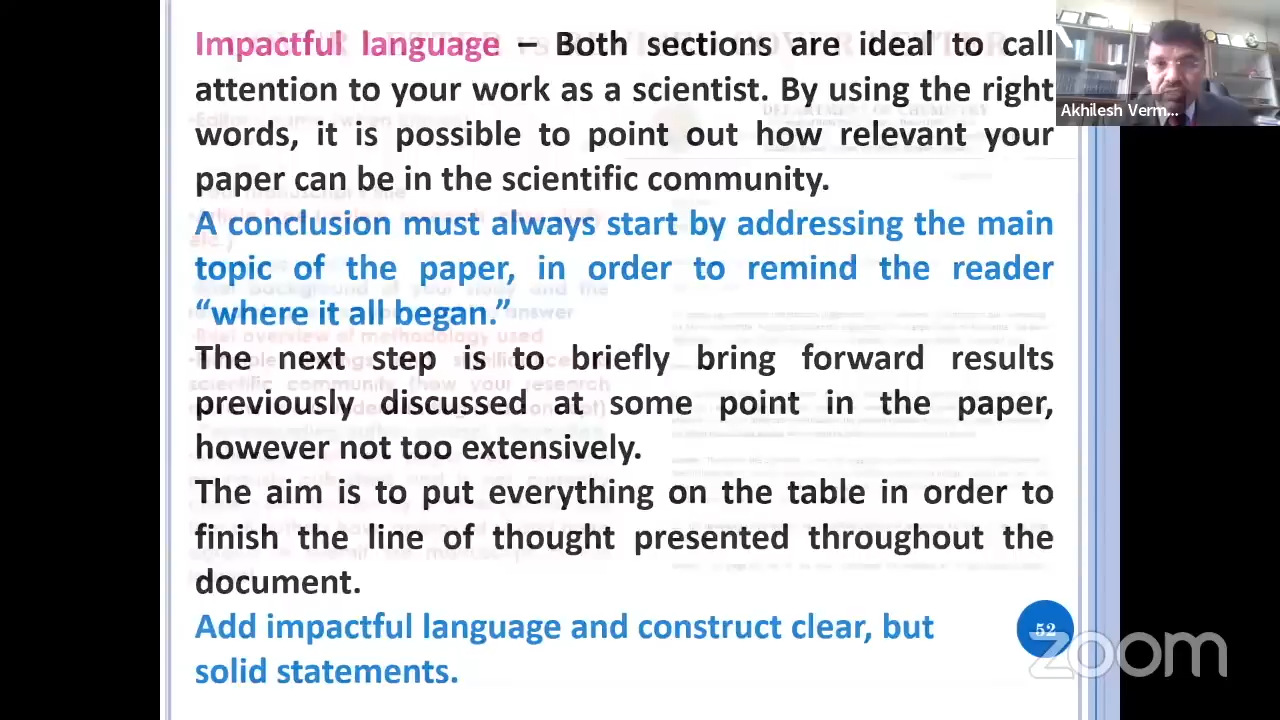 Impactful language – Both sections are ideal to call
attention to your work as a scientist. By using the right
words, it is possible to point out how relevant your
paper can be in the scientific community.
A conclusion must always start by addressing the main
topic of the paper, in order to remind the reader
“where it all began.”
The next step is to briefly bring forward results
previously discussed at some point in the paper,
however not too extensively.
The aim is to put everything on the table in order to
finish the line of thought presented throughout the
document.
Add impactful language and construct clear, but
solid statements.
52
zoom
Akhilesh Verm...